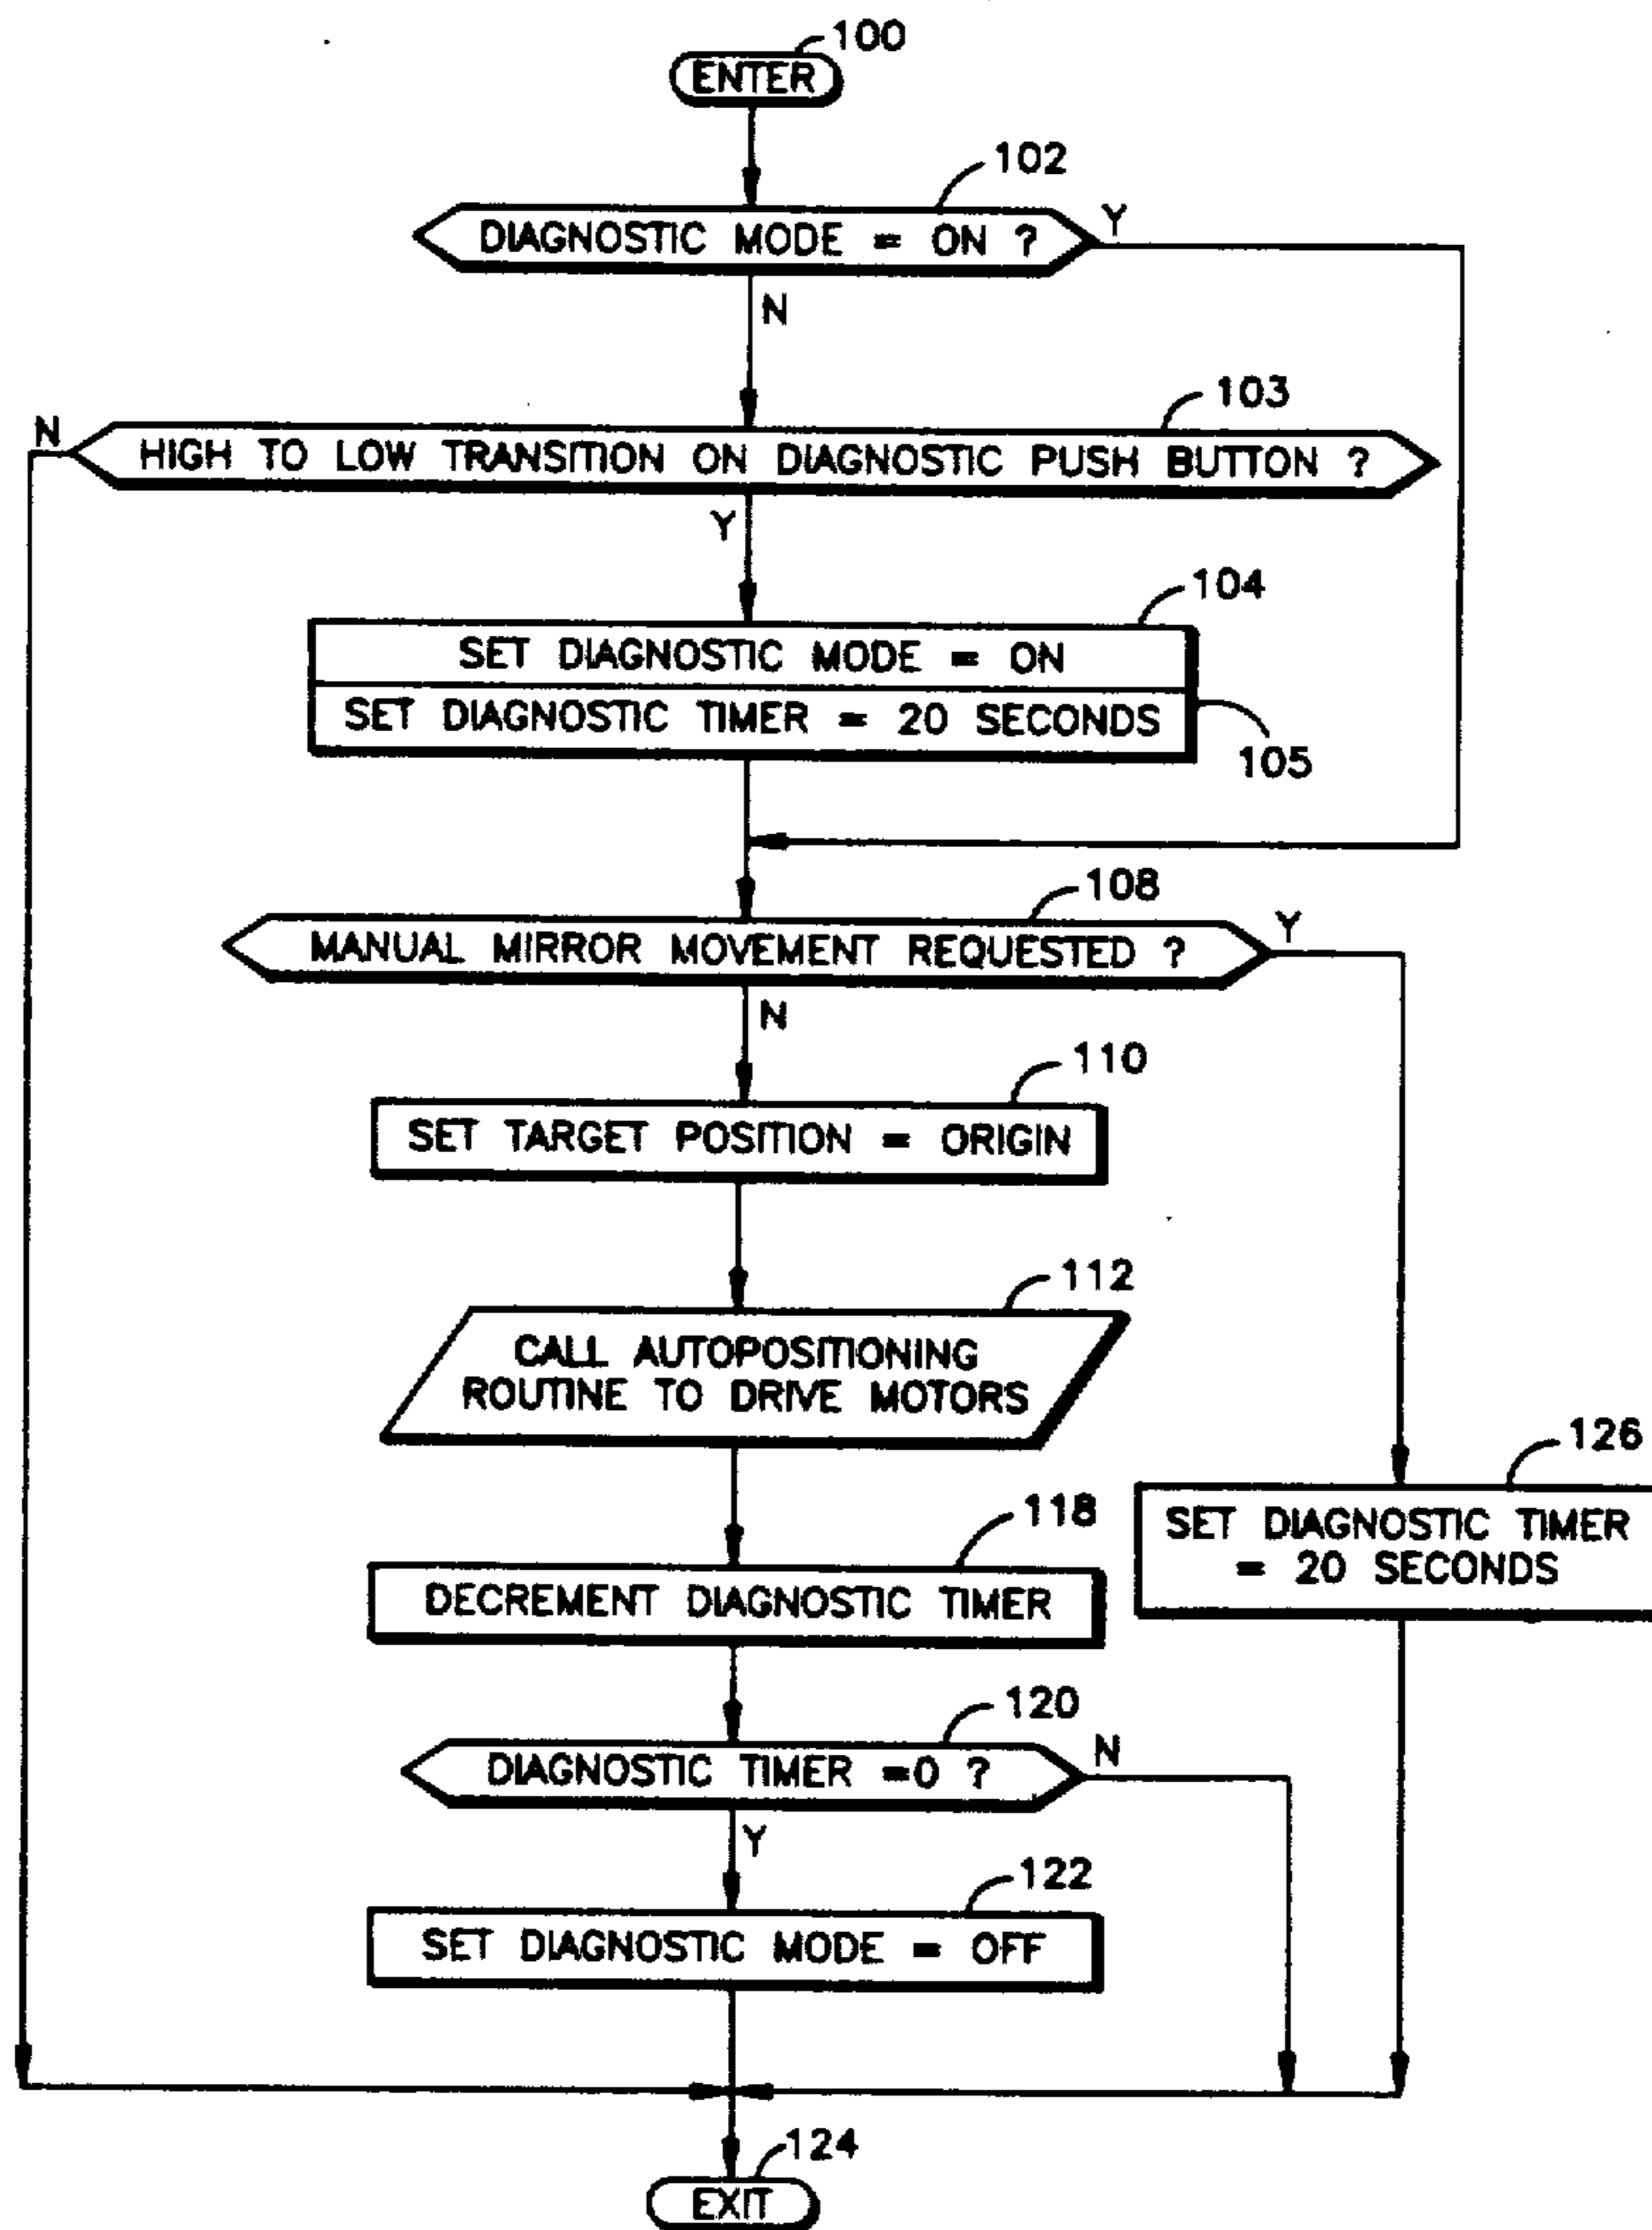 100
ENTER
102
DIAGNOSTIC MODE = ON ?
Y
N
103
N
HIGH TO LOW TRANSITION ON DIAGNOSTIC PUSH BUTTON ?
Y
104
SET DIAGNOSTIC MODE = ON
SET DIAGNOSTIC TIMER = 20 SECONDS
105
108
MANUAL MIRROR MOVEMENT REQUESTED ?
Y
N
110
SET TARGET POSITION = ORIGIN
112
CALL AUTOPOSITIONING
ROUTINE TO DRIVE MOTORS
126
SET DIAGNOSTIC TIMER
= 20 SECONDS
118
DECREMENT DIAGNOSTIC TIMER
120
DIAGNOSTIC TIMER =0 ?
N
Y
122
SET DIAGNOSTIC MODE = OFF
124
EXIT